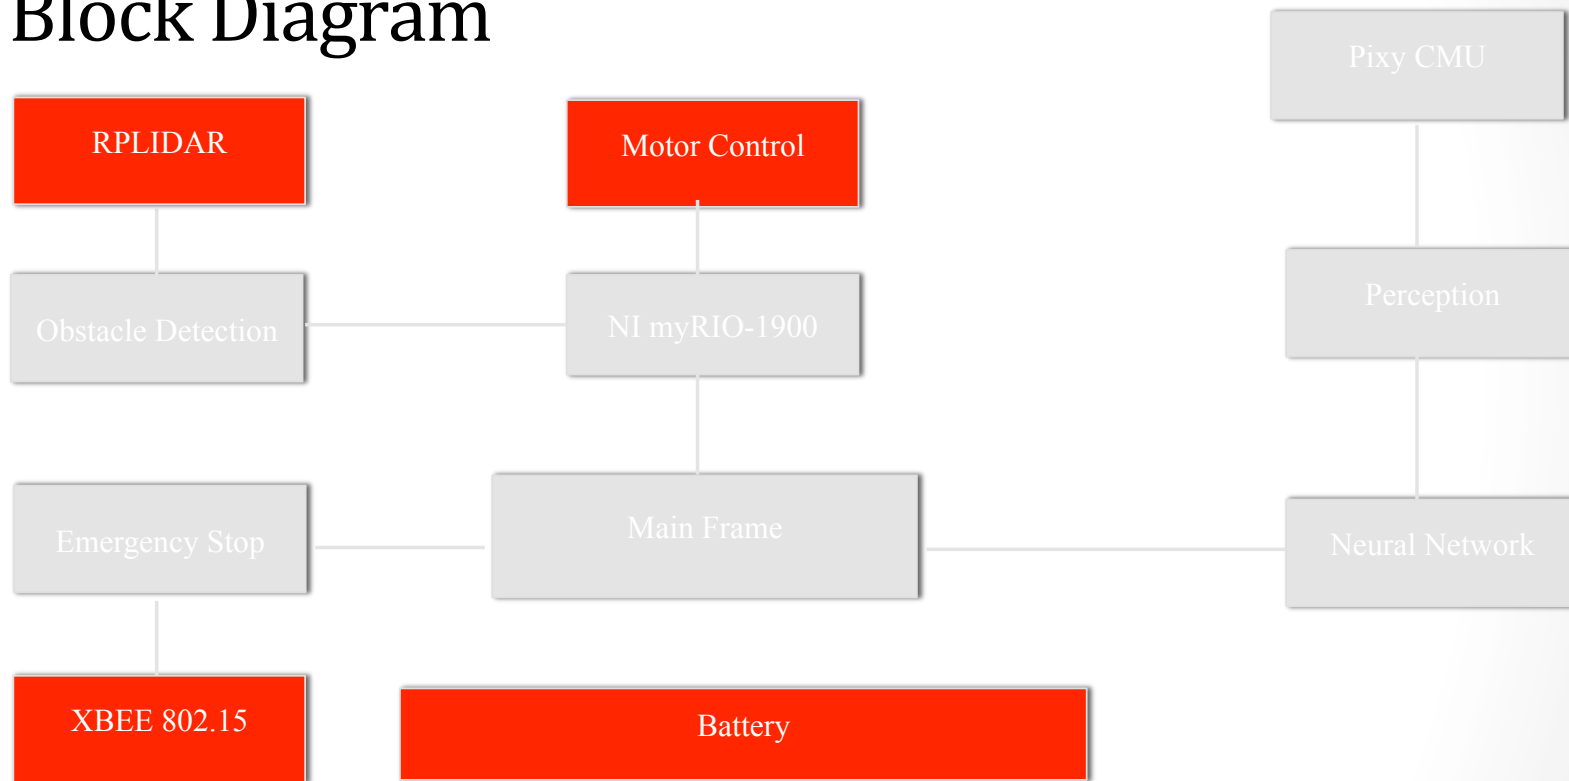 Block Diagram
Pixy CMU
RPLIDAR
Motor Control
Perception
Obstacle Detection
NI myRIO-1900
Emergency Stop
Main Frame
Neural Network
XBEE 802.15
Battery